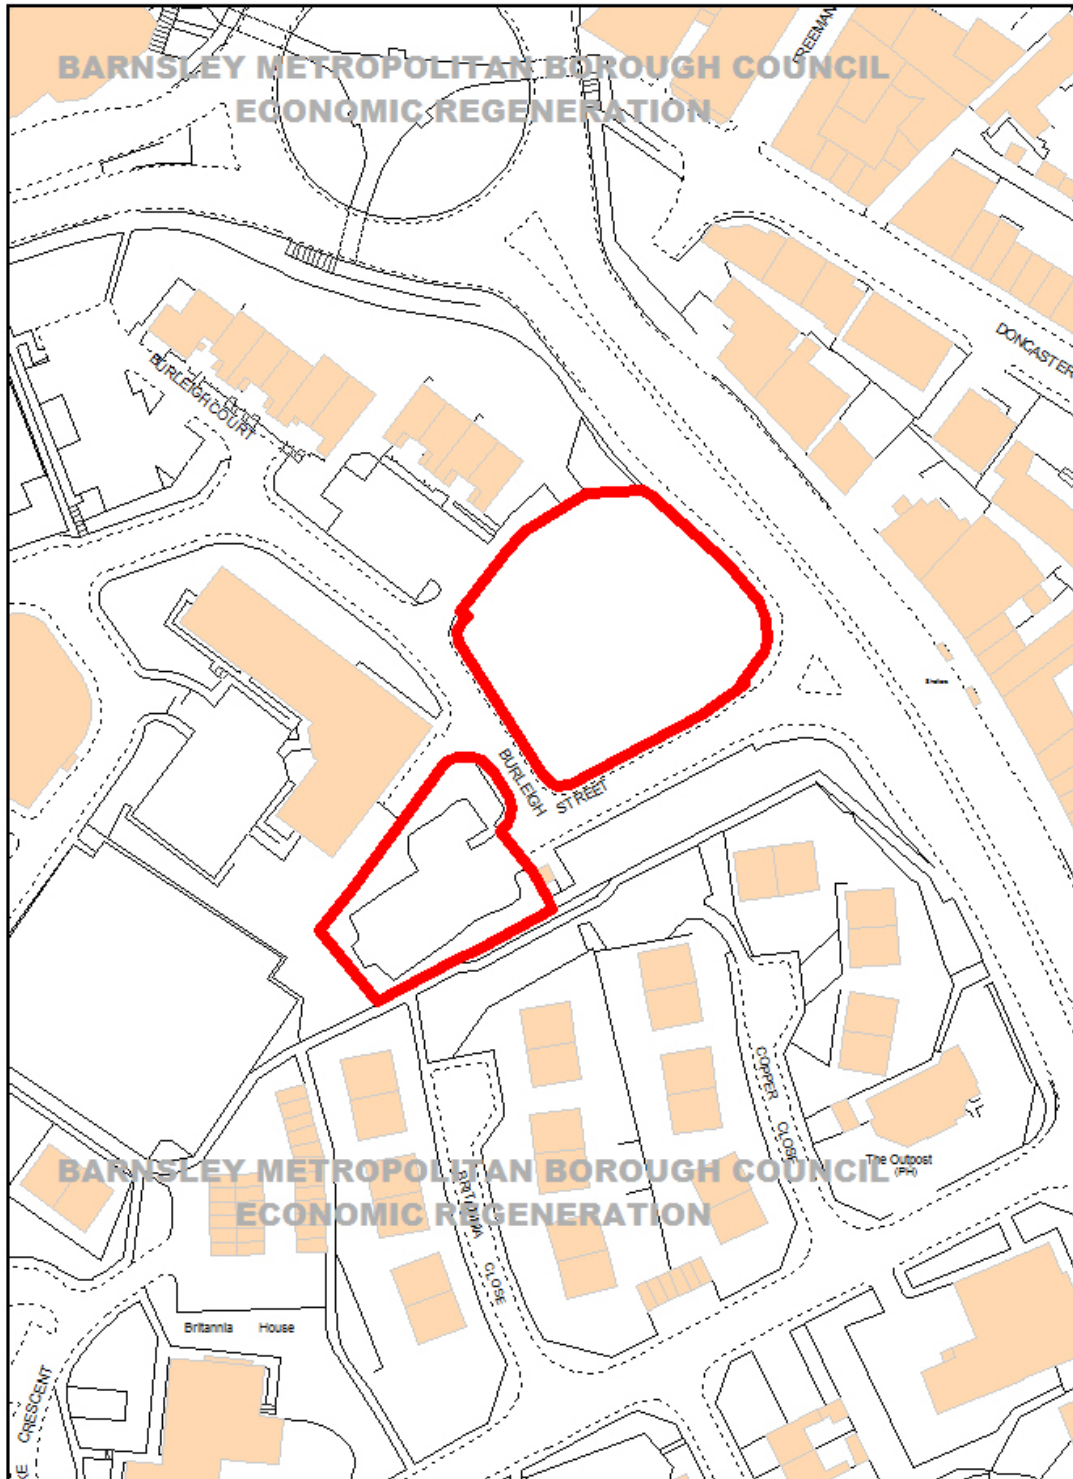 FREEMAN
BARNSLEY METROPOLITAN BOROUGH COUNCIL
ECONOMIC REGENERATION
DONCASTER
BURLEIGH COURT
BURLEIGH
STREET
COPPER CLOSE
The Outpost
(PH)
BARNSLEY METROPOLITAN BOROUGH COUNCIL
ECONOMIC REGENERATION
BRITANNIA CLOSE
Britannia House
CRESCENT